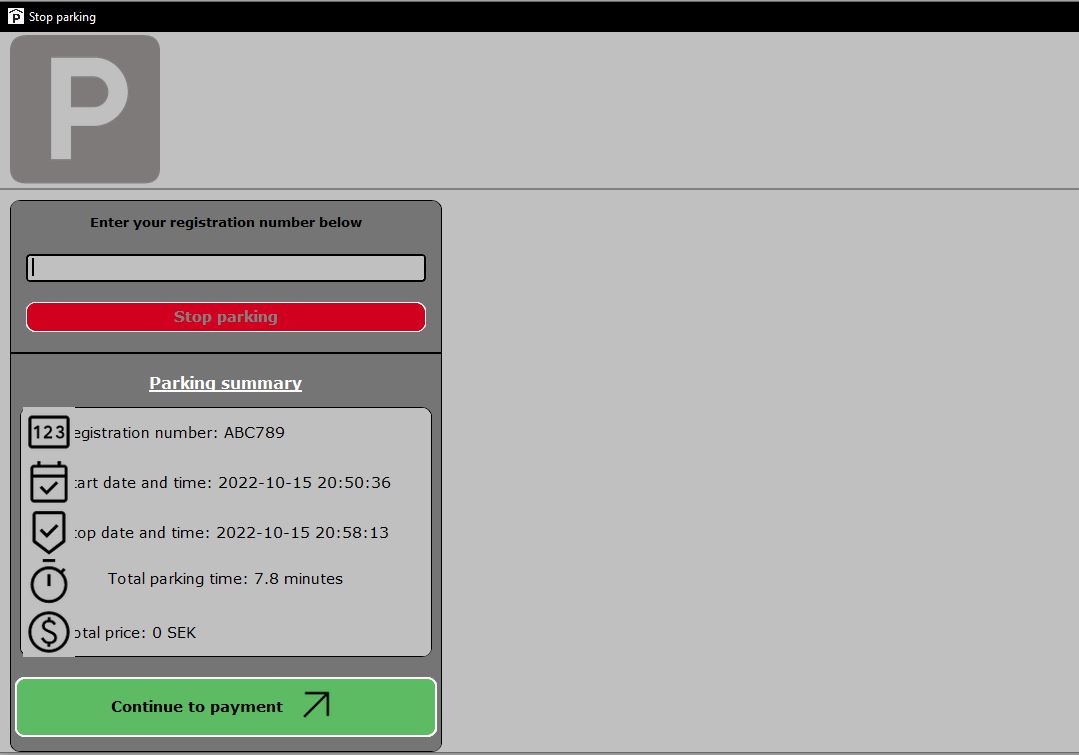 Stop parking
P
Enter your registration number below
Stop parking
Parking summary
123
egistration number: ABC789
tart date and time: 2022-10-15 20:50:36
top date and time: 2022-10-15 20:58:13
Total parking time: 7.8 minutes
$
otal price: 0 SEK
Continue to payment